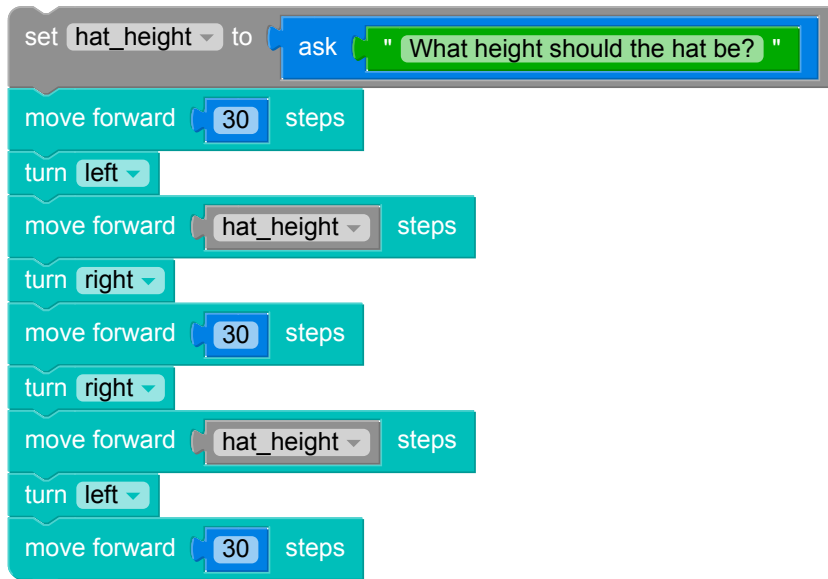 set hat_height to ask " What height should the hat be? "
move forward 30 steps
turn left
move forward hat_height steps
turn right
move forward 30 steps
turn right
move forward hat_height steps
turn left
move forward 30 steps